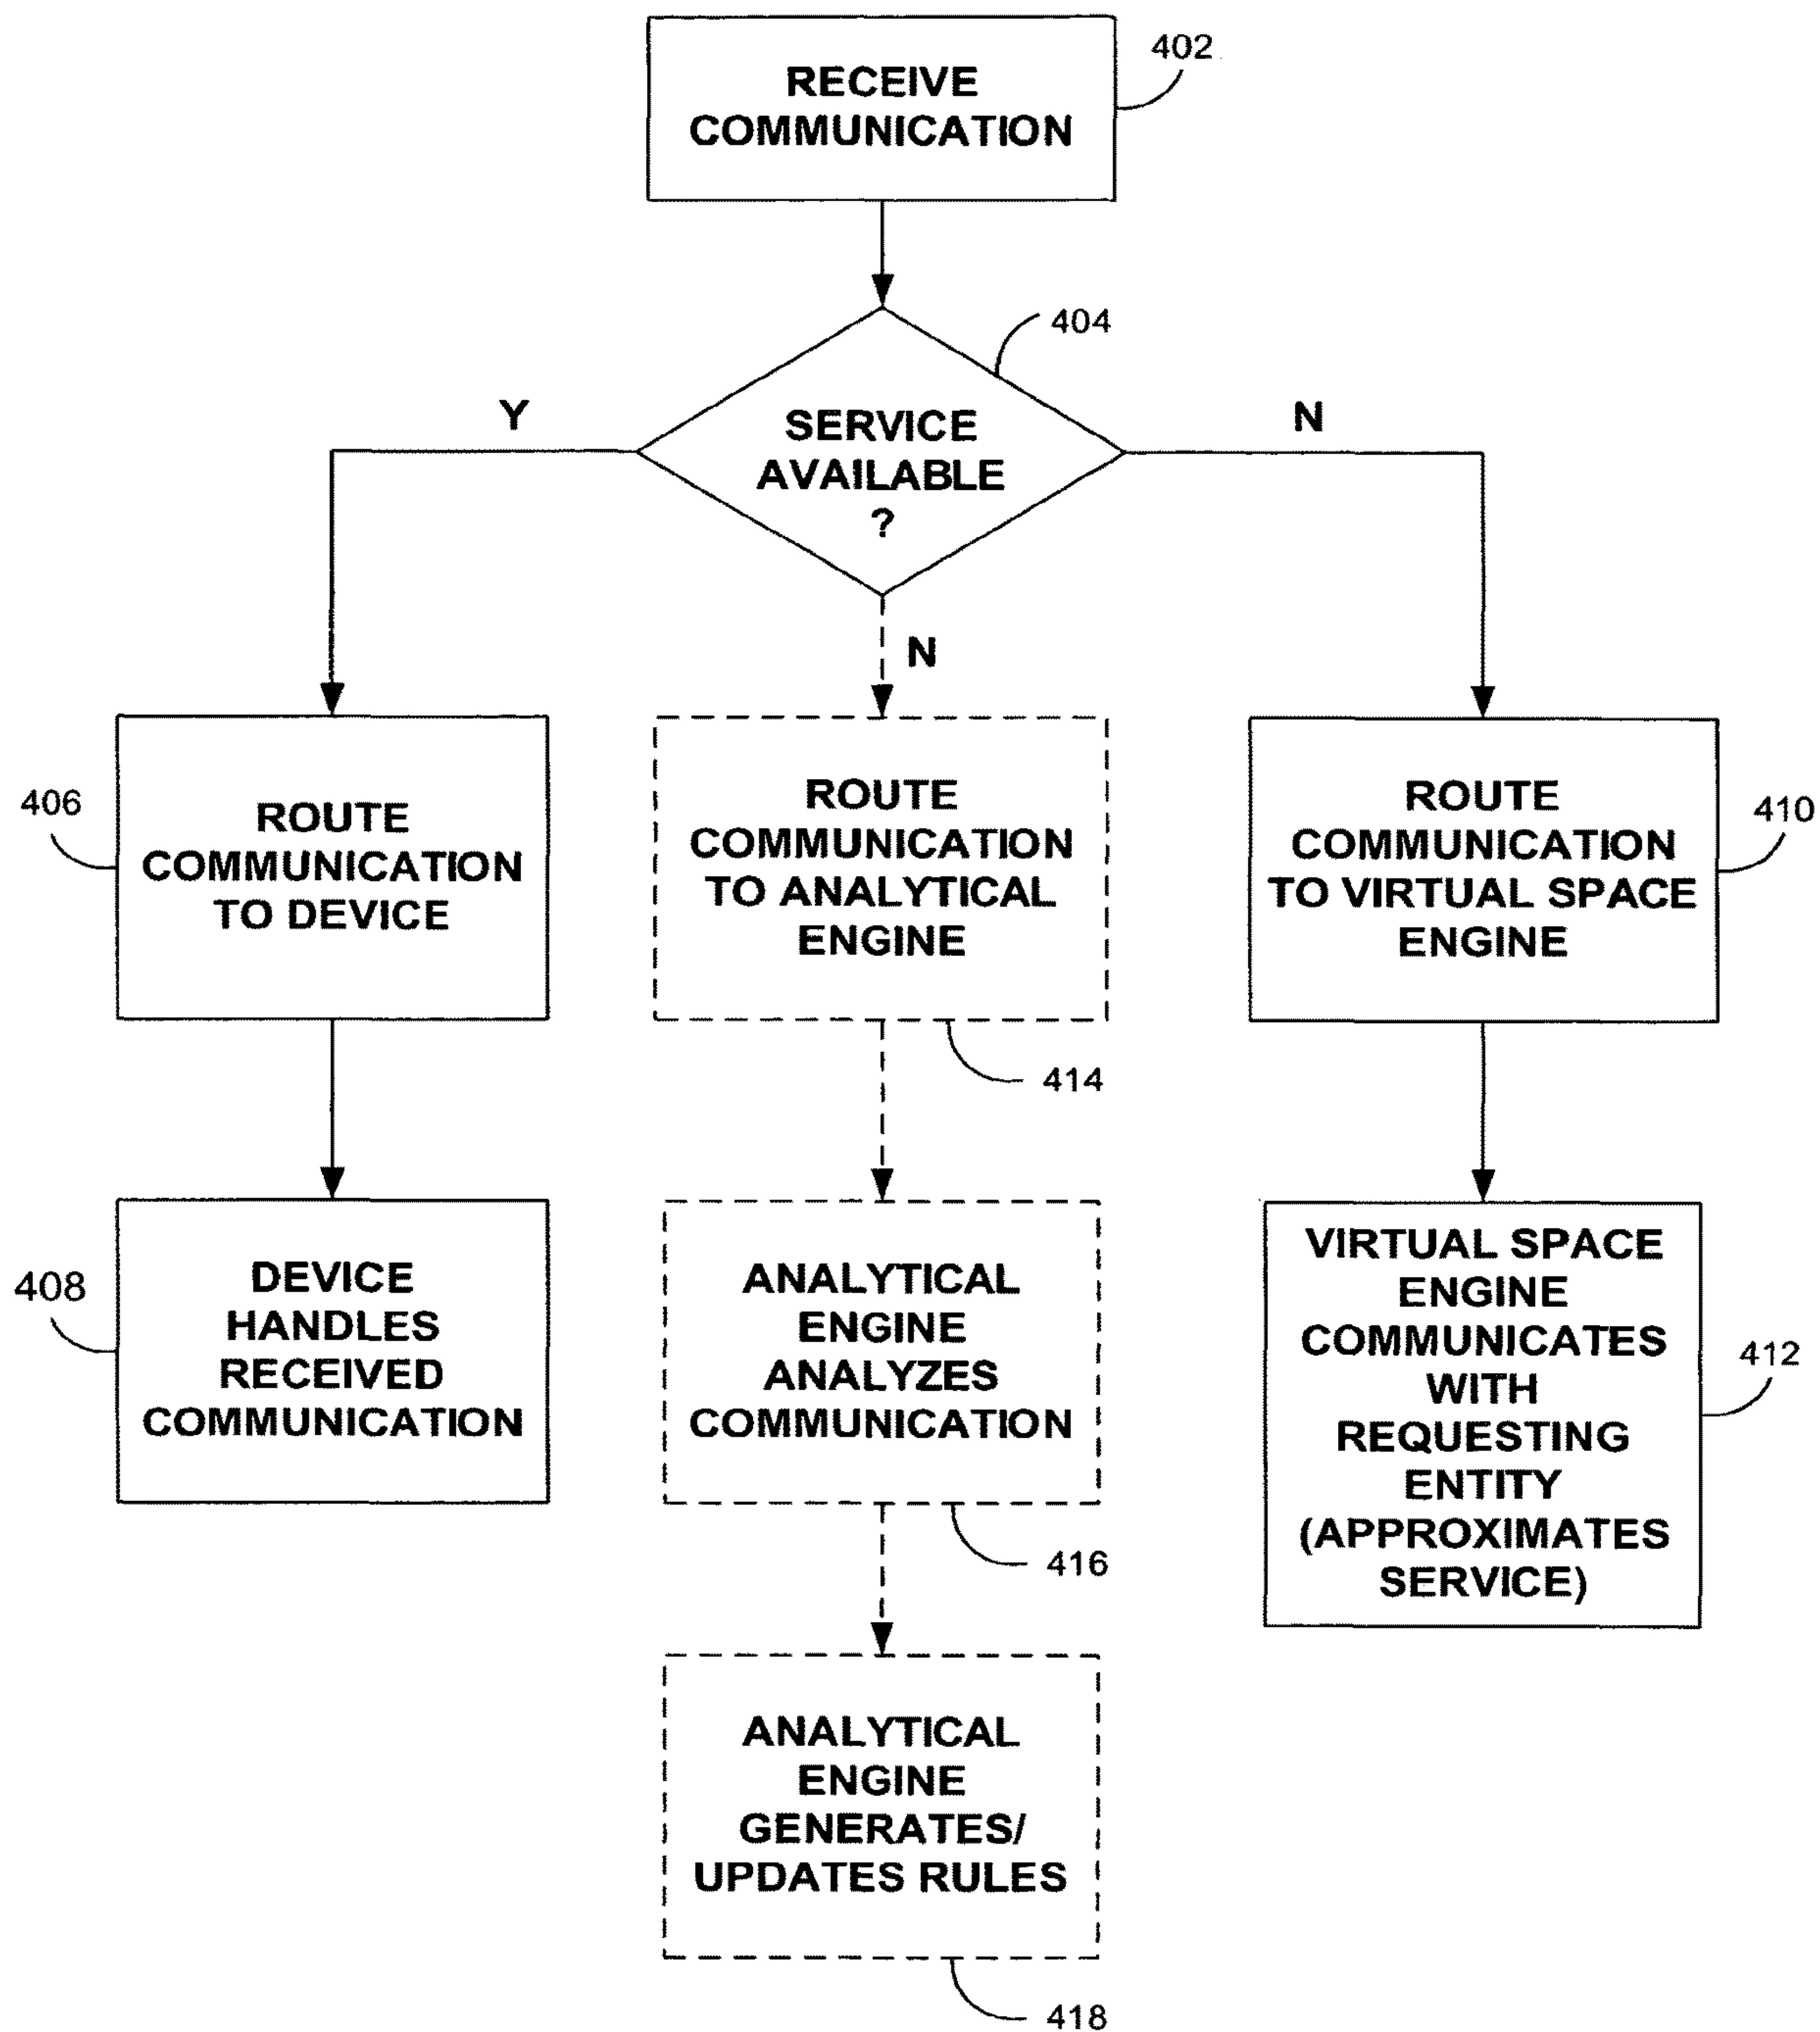 RECEIVE
COMMUNICATION
402
404
SERVICE
AVAILABLE
?
Y
N
N
ROUTE
COMMUNICATION
TO DEVICE
406
ROUTE
COMMUNICATION
TO ANALYTICAL
ENGINE
414
ROUTE
COMMUNICATION
TO VIRTUAL SPACE
ENGINE
410
DEVICE
HANDLES
RECEIVED
COMMUNICATION
408
ANALYTICAL
ENGINE
ANALYZES
COMMUNICATION
416
VIRTUAL SPACE
ENGINE
COMMUNICATES
WITH
REQUESTING
ENTITY
(APPROXIMATES
SERVICE)
412
ANALYTICAL
ENGINE
GENERATES/
UPDATES RULES
418